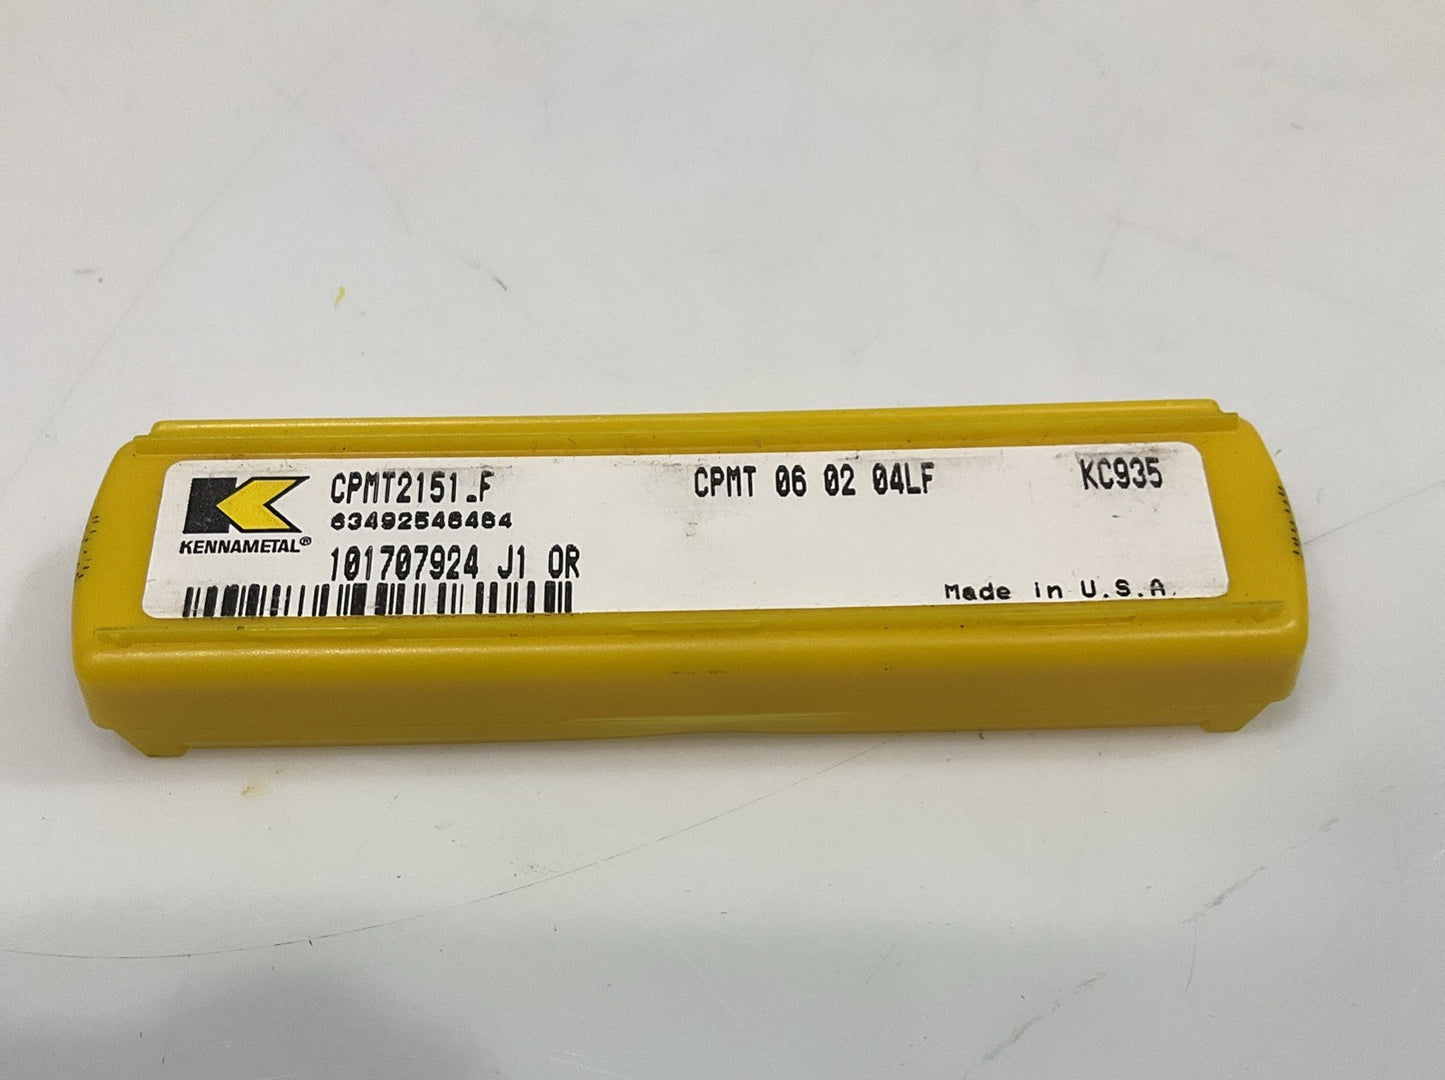 CPMT2151.F
CPMT 06 02 04LF
KC935
63492546464
KENNAMETAL®
101707924 J1 OR
Made in U.S.A.